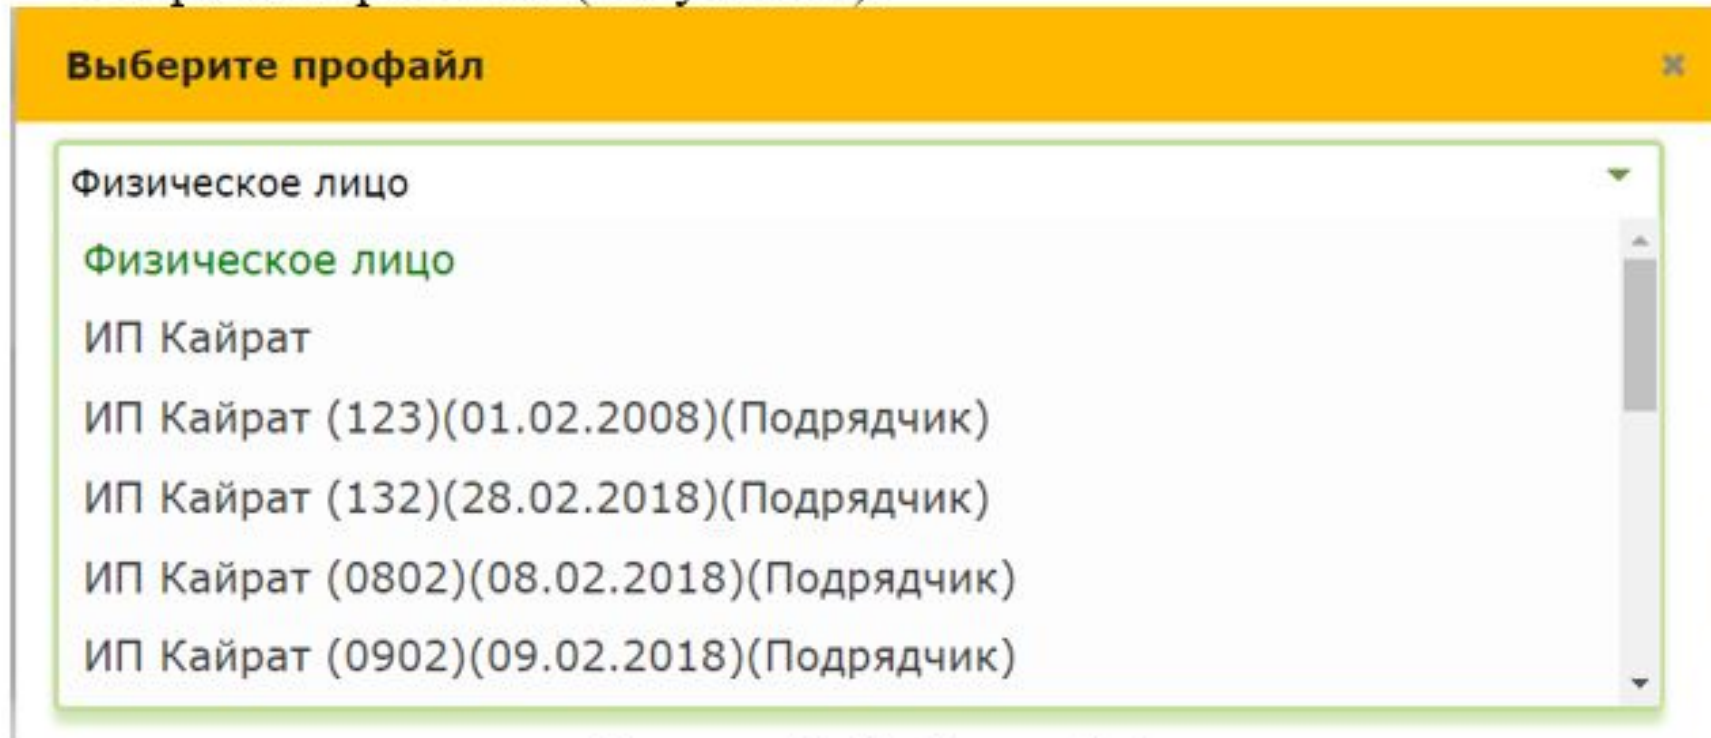 Выберите профайл
Физическое лицо
Физическое лицо
ИП Кайрат
ИП Кайрат (123)(01.02.2008)(Подрядчик)
ИП Кайрат (132)(28.02.2018)(Подрядчик)
ИП Кайрат (0802)(08.02.2018)(Подрядчик)
ИП Кайрат (0902)(09.02.2018)(Подрядчик)